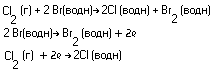 Cl₂ (г) + 2 Br(водн)→ 2Cl (водн) + Br₂ (водн)
2 Br(водн)→ Br₂ (водн) + 2e
Cl₂ (г) + 2e → 2Cl (водн)